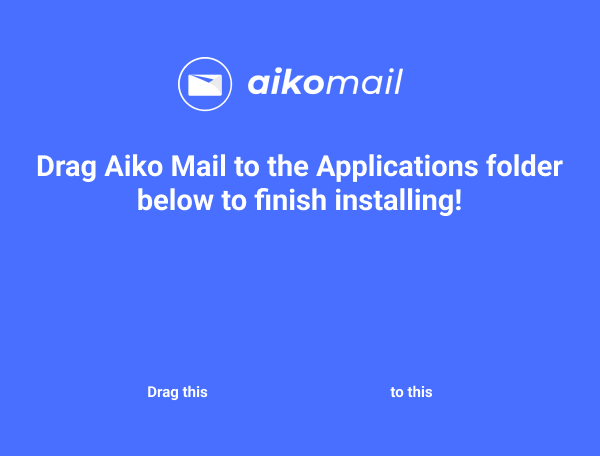 aikomail
Drag Aiko Mail to the Applications folder
below to finish installing!
Drag this to this